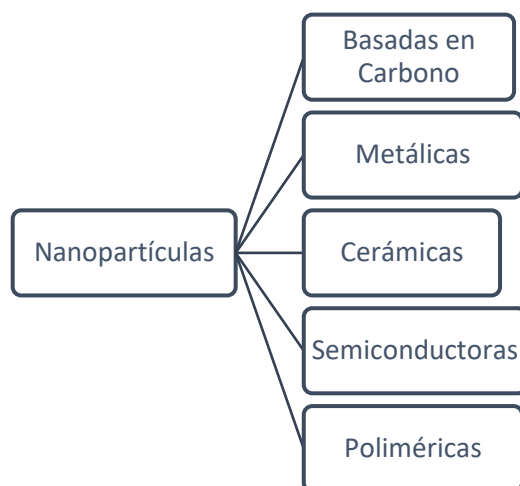 Basadas en
Carbono
Metálicas
Nanopartículas
Cerámicas
Semiconductoras
Poliméricas